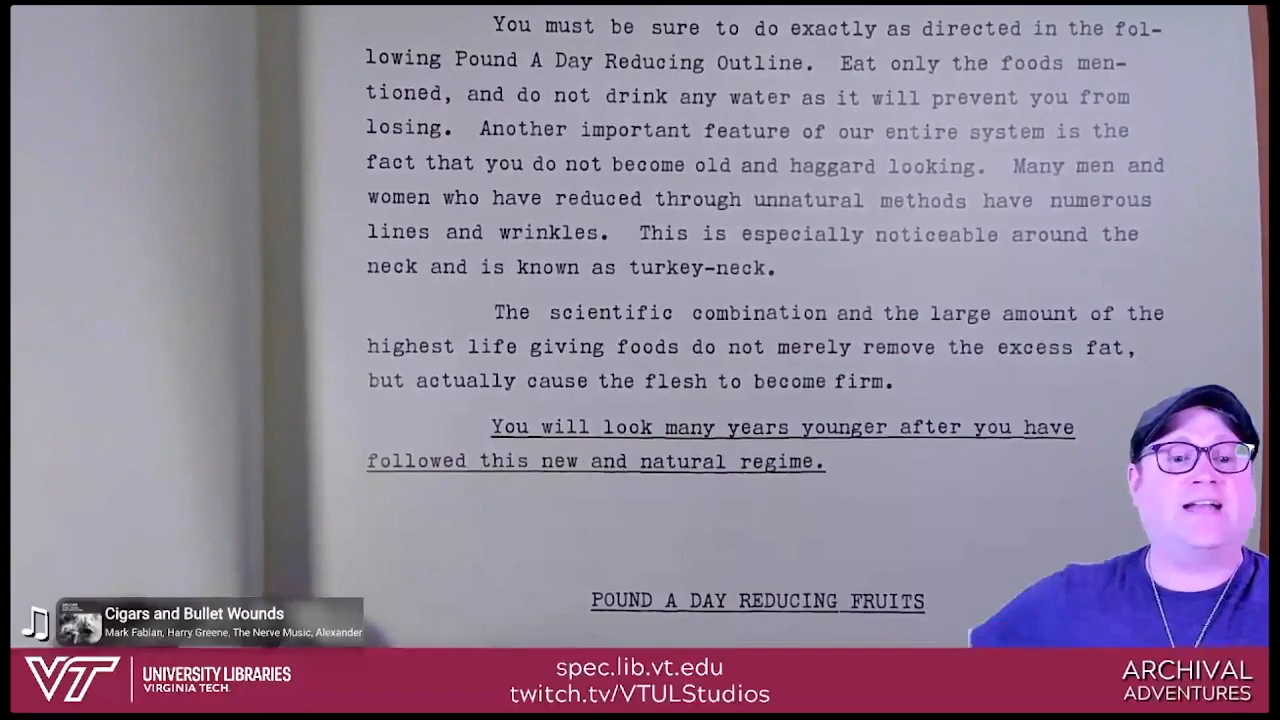 You must be sure to do exactly as directed in the fol-
lowing Pound A Day Reducing Outline. Eat only the foods men-
tioned, and do not drink any water as it will prevent you from
losing. Another important feature of our entire system is the
fact that you do not become old and haggard looking. Many men and
women who have reduced through unnatural methods have numerous
lines and wrinkles. This is especially noticeable around the
neck and is known as turkey-neck.
The scientific combination and the large amount of the
highest life giving foods do not merely remove the excess fat,
but actually cause the flesh to become firm.
You will look many years younger after you have
followed this new and natural regime.
POUND A DAY REDUCING FRUITS
Cigars and Bullet Wounds
Mark Fabian, Harry Greene, The Nerve Music, Alexander
VT
UNIVERSITY LIBRARIES
VIRGINIA TECH.
spec.lib.vt.edu
twitch.tv/VTULStudios
ARCHIVAL
ADVENTURES